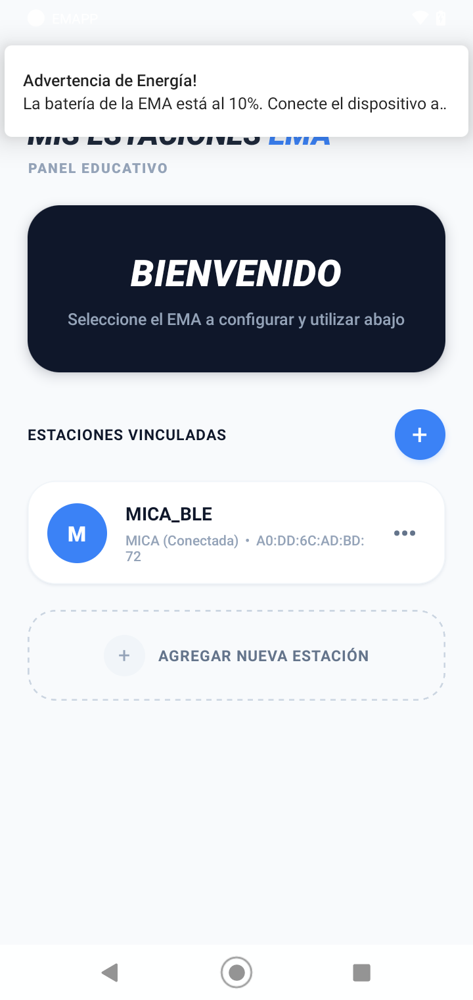 EMAPP
Advertencia de Energía!
La batería de la EMA está al 10%. Conecte el dispositivo a..
MIS ESTACIONES EMA
PANEL EDUCATIVO
BIENVENIDO
Seleccione el EMA a configurar y utilizar abajo
ESTACIONES VINCULADAS
+
M
MICA_BLE
MICA (Conectada) • A0:DD:6C:AD:BD:
72
+ AGREGAR NUEVA ESTACIÓN